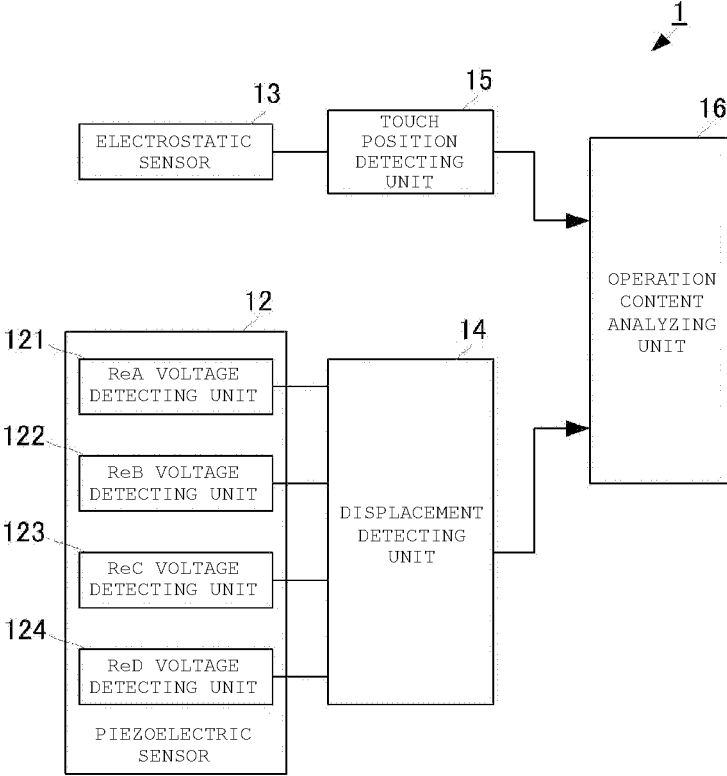 1
13
ELECTROSTATIC
SENSOR
15
TOUCH
POSITION
DETECTING
UNIT
16
OPERATION
CONTENT
ANALYZING
UNIT
12
121
ReA VOLTAGE
DETECTING UNIT
122
ReB VOLTAGE
DETECTING UNIT
123
ReC VOLTAGE
DETECTING UNIT
124
ReD VOLTAGE
DETECTING UNIT
PIEZOELECTRIC
SENSOR
14
DISPLACEMENT
DETECTING
UNIT